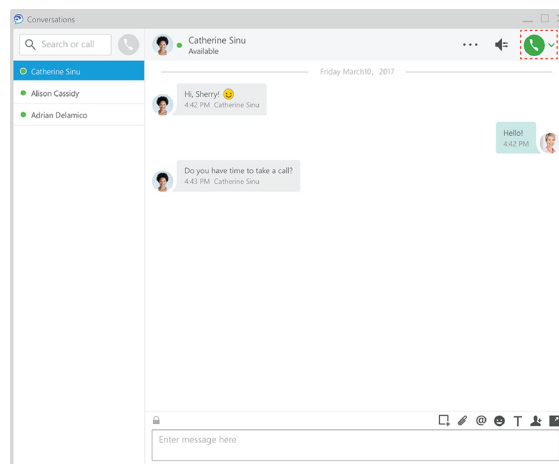 Conversations
Search or call
Catherine Sinu
Available
Catherine Sinu
Alison Cassidy
Adrian Delamico
Friday March10, 2017
Hi, Sherry!
4:42 PM Catherine Sinu
Hello!
4:42 PM
Do you have time to take a call?
4:43 PM Catherine Sinu
@
T
Enter message here